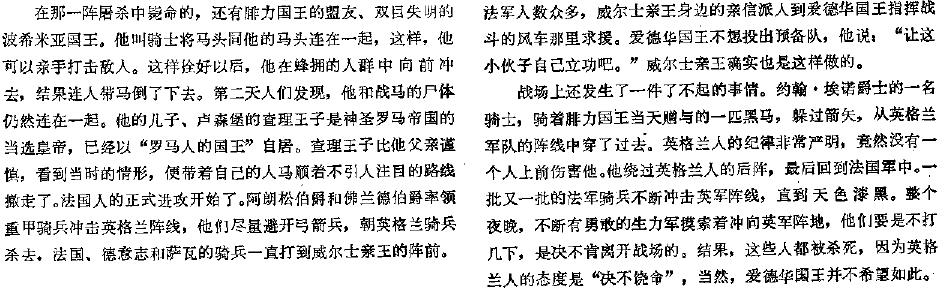 在那一阵屠杀中毙命的，还有腓力国王的盟友、双目失明的
波希米亚国王，他叫骑士将马头同他的马头连在一起，这样，他
可以亲手打击敌人。这样拴好以后，他在蜂拥的人群中向前冲
去，结果连人带马倒了下去。第二天人们发现，他和战马的尸体
仍然连在一起。他的儿子、卢森堡的查理王子是神圣罗马帝国的
当选皇帝，已经以“罗马人的国王”自居。查理王子比他父亲谨
慎，看到当时的情形，便带着自己的人马顺着不引人注目的路线
撤走了。法国人的正式进攻开始了。阿朗松伯爵和佛兰德伯爵率领
重甲骑兵冲击英格兰阵线，他们尽量避开弓箭兵，朝英格兰骑兵
杀去。法国、德意志和萨瓦的骑兵一直打到威尔士亲王的阵前。
法军人数众多，威尔士亲王身边的亲信派人到爱德华国王指挥战
斗的风车那里求援。爱德华国王不想投出预备队，他说：“让这
小伙子自己立功吧。”威尔士亲王确实也是这样做的。
战场上还发生了一件了不起的事情。约翰·埃诺爵士的一名
骑士，骑着腓力国王当天赠与的一匹黑马，躲过箭矢，从英格兰
军队的阵线中穿了过去。英格兰人的纪律非常严明，竟然没有一
个人上前伤害他。他绕过英格兰人的后阵，最后回到法国军中。一
批又一批的法军骑兵不断冲击英军阵线，直到天色漆黑。整个
夜晚，不断有勇敢的生力军摸索着冲向英军阵地，他们要是不打
几下，是决不肯离开战场的。结果，这些人都被杀死，因为英格
兰人的态度是“决不饶命”，当然，爱德华国王并不希望如此。